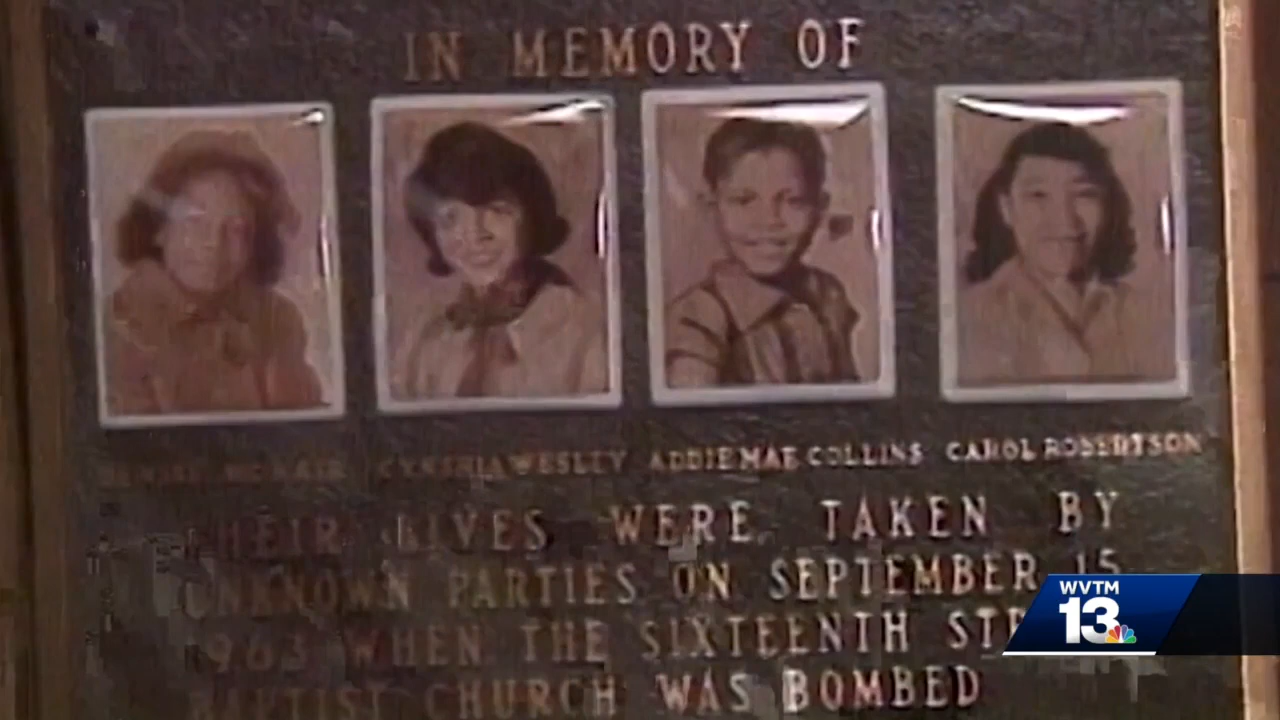 IN MEMORY OF
CYNTHIA WESLEY ADDIE MAE COLLINS CAROL ROBERTSON
THEIR LIVES WERE TAKEN BY
UNKNOWN PARTIES ON SEPTEMBER 15
1963 WHEN THE SIXTEENTH
BAPTIST CHURCH WAS BOMBED
WVTM
13